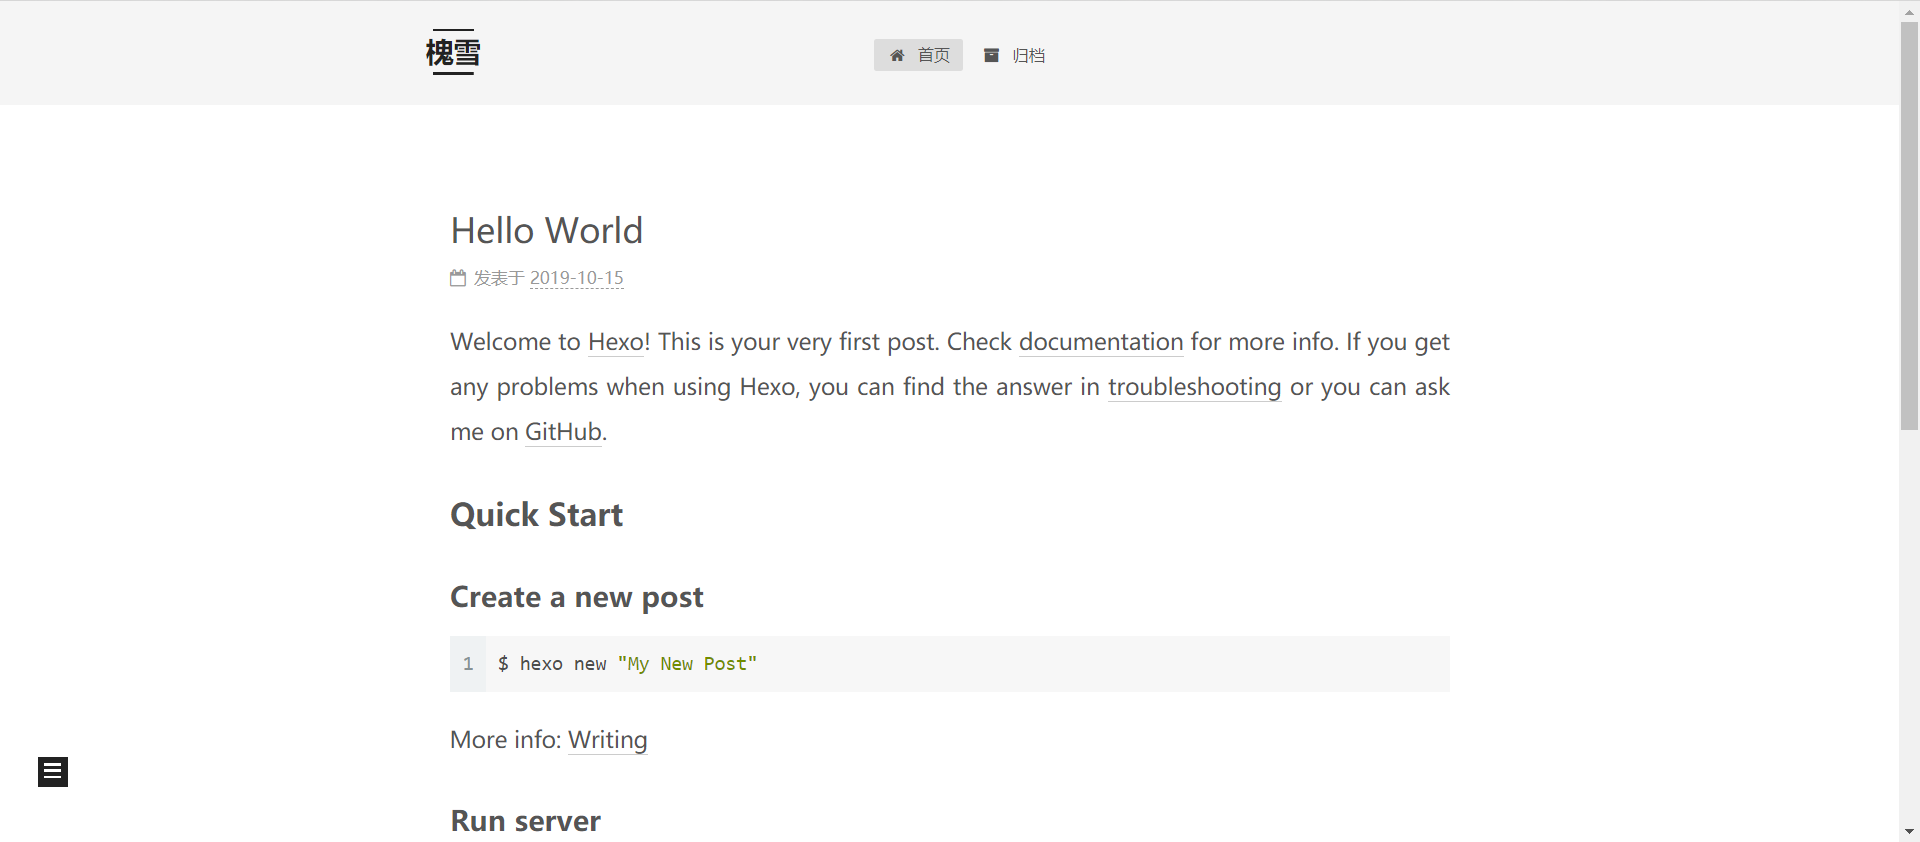 槐雪
首页 归档
Hello World
发表于 2019-10-15
Welcome to Hexo! This is your very first post. Check documentation for more info. If you get
any problems when using Hexo, you can find the answer in troubleshooting or you can ask
me on GitHub.
Quick Start
Create a new post
1 $ hexo new "My New Post"
More info: Writing
Run server